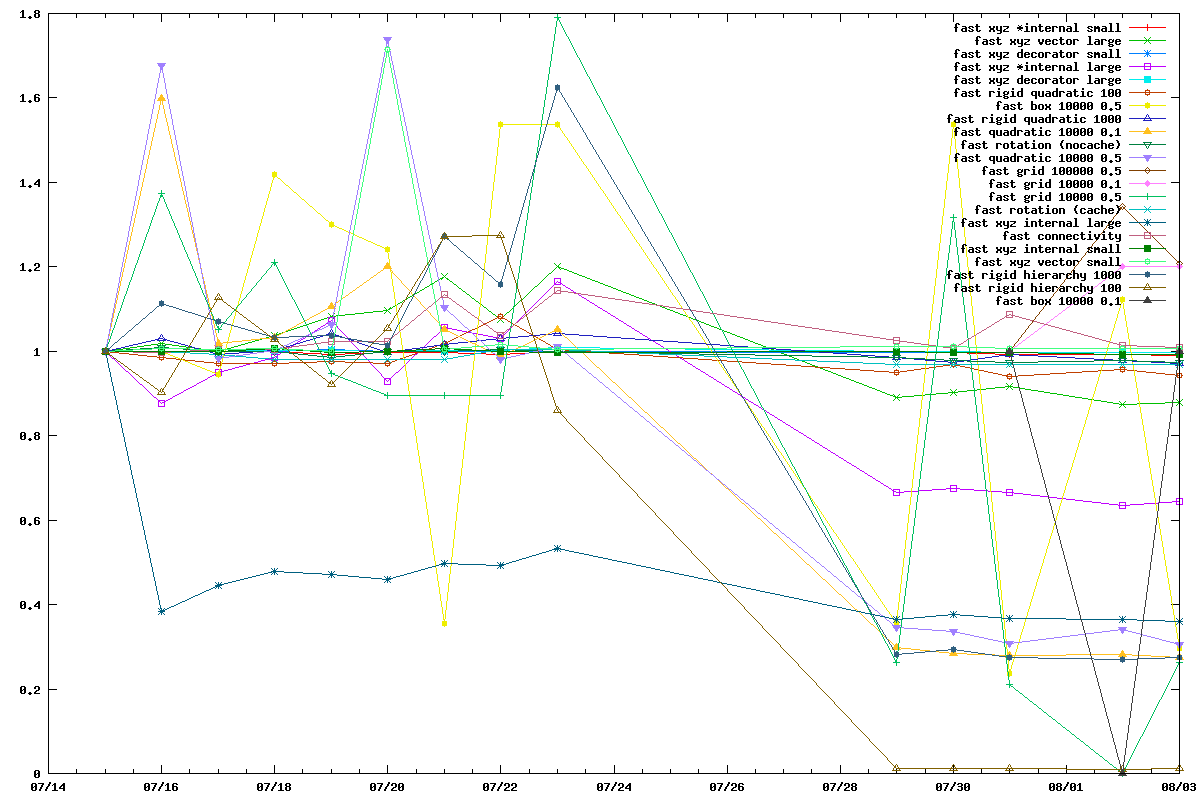 1.8
fast xyz *internal small
fast xyz vector large
fast xyz decorator small
fast xyz *internal large
fast xyz decorator large
fast rigid quadratic 100
1.6
fast box 10000 0.5
fast rigid quadratic 1000
fast quadratic 10000 0.1
fast rotation (nocache)
fast quadratic 10000 0.5
fast grid 100000 0.5
1.4
fast grid 10000 0.1
fast grid 10000 0.5
fast rotation (cache)
fast xyz internal large
fast connectivity
fast xyz internal small
fast xyz vector small
1.2
fast rigid hierarchy 1000
fast rigid hierarchy 100
fast box 10000 0.1
1
0.8
0.6
0.4
0.2
0
07/14 07/16 07/18 07/20 07/22 07/24 07/26 07/28 07/30 08/01 08/03